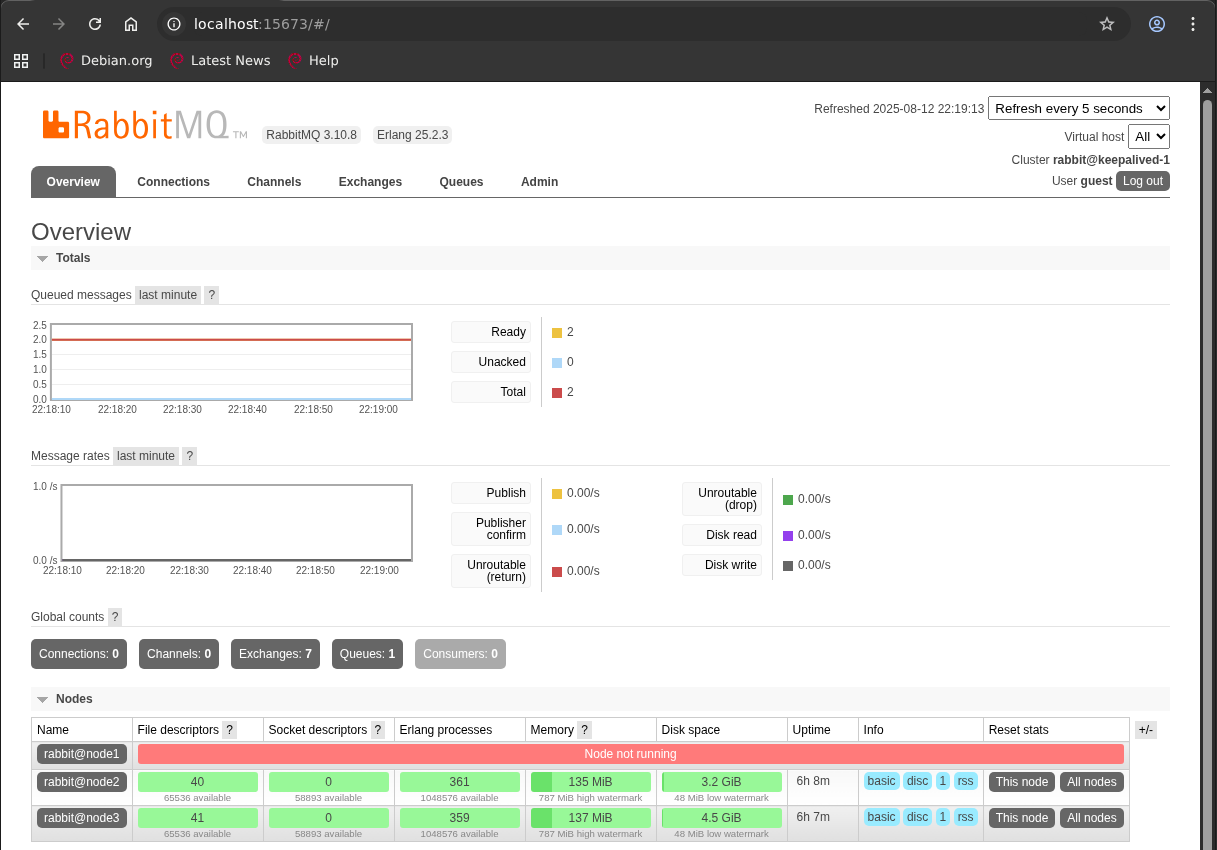 localhost:15673/#/
Debian.org Latest News Help
RabbitMQ TM RabbitMQ 3.10.8 Erlang 25.2.3
Refreshed 2025-08-12 22:19:13 Refresh every 5 seconds
Virtual host All
Cluster rabbit@keepalived-1
User guest Log out
Overview Connections Channels Exchanges Queues Admin
Overview
Totals
Queued messages last minute ?
2.5
2.0
1.5
1.0
0.5
0.0
22:18:10 22:18:20 22:18:30 22:18:40 22:18:50 22:19:00
Ready 2
Unacked 0
Total 2
Message rates last minute ?
1.0 /s
0.0 /s
22:18:10 22:18:20 22:18:30 22:18:40 22:18:50 22:19:00
Publish 0.00/s
Publisher
confirm 0.00/s
Unroutable
(return) 0.00/s
Unroutable
(drop) 0.00/s
Disk read 0.00/s
Disk write 0.00/s
Global counts ?
Connections: 0 Channels: 0 Exchanges: 7 Queues: 1 Consumers: 0
Nodes
Name File descriptors ? Socket descriptors ? Erlang processes Memory ? Disk space Uptime Info Reset stats +/-
rabbit@node1 Node not running
rabbit@node2 40 0 361 135 MiB 3.2 GiB 6h 8m basic disc 1 rss This node All nodes
65536 available 58893 available 1048576 available 787 MiB high watermark 48 MiB low watermark
rabbit@node3 41 0 359 137 MiB 4.5 GiB 6h 7m basic disc 1 rss This node All nodes
65536 available 58893 available 1048576 available 787 MiB high watermark 48 MiB low watermark